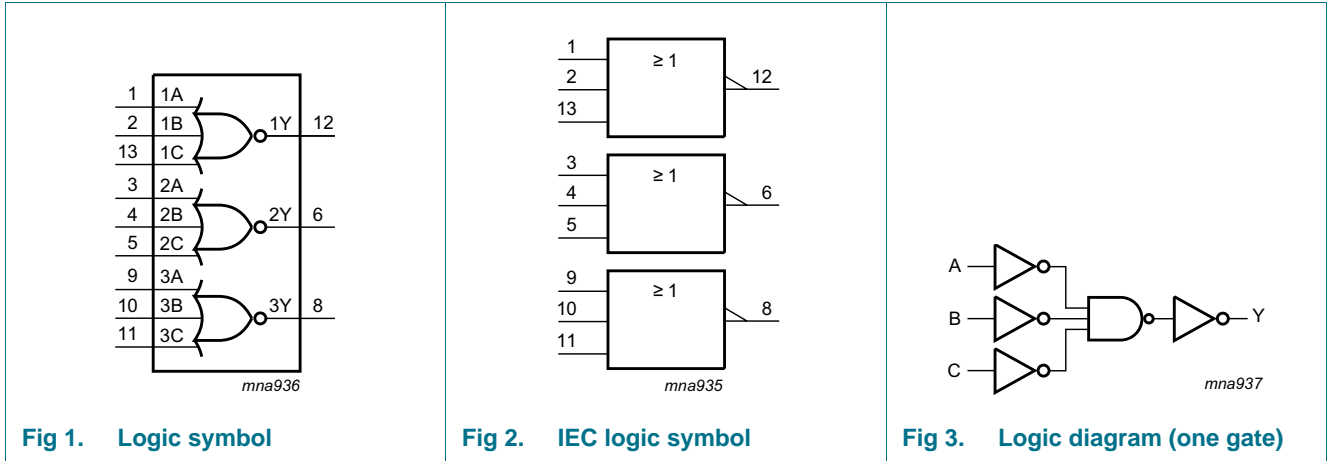 1 1A
2 1B 1Y 12
13 1C
3 2A
4 2B 2Y 6
5 2C
9 3A
10 3B 3Y 8
11 3C
mna936
Fig 1. Logic symbol
1 ≥ 1
2 12
13
3 ≥ 1
4 6
5
9 ≥ 1
10 8
11
mna935
Fig 2. IEC logic symbol
A
B Y
C
mna937
Fig 3. Logic diagram (one gate)